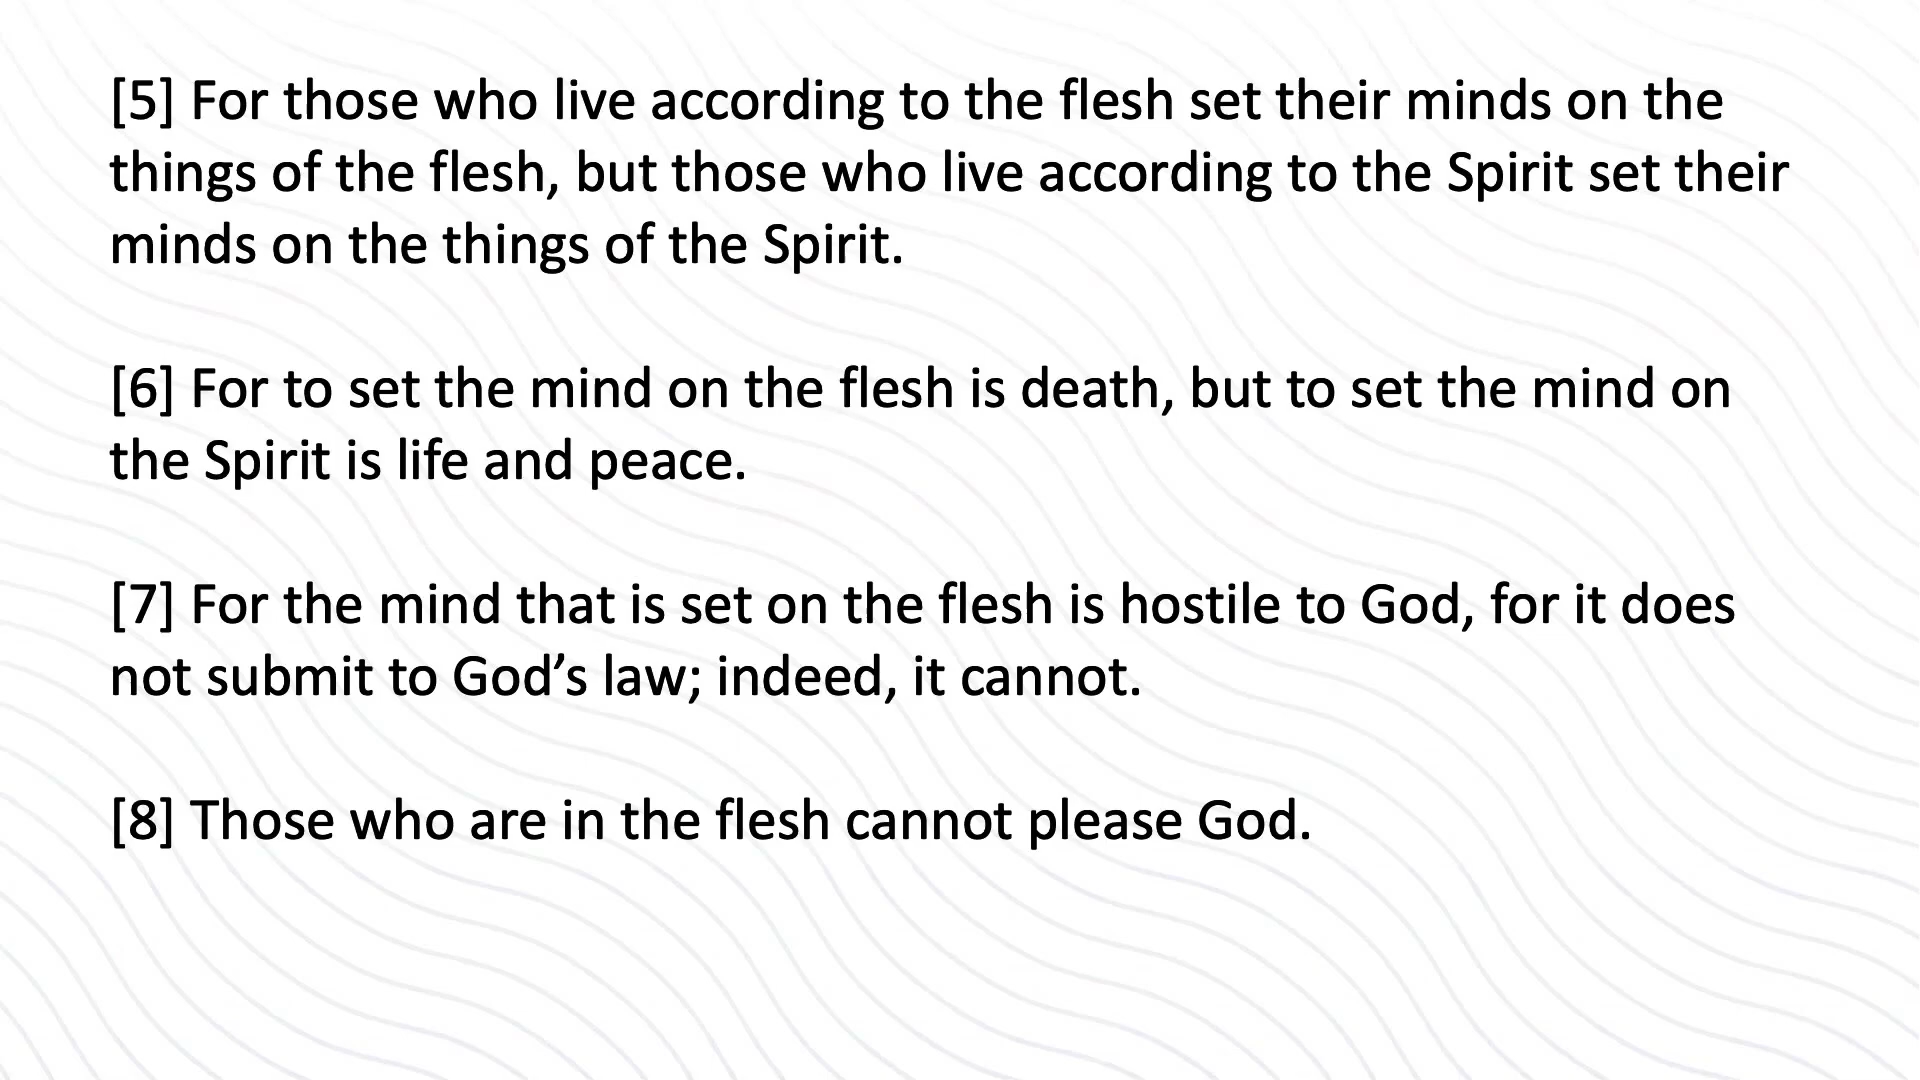 [5] For those who live according to the flesh set their minds on the
things of the flesh, but those who live according to the Spirit set their
minds on the things of the Spirit.
[6] For to set the mind on the flesh is death, but to set the mind on
the Spirit is life and peace.
[7] For the mind that is set on the flesh is hostile to God, for it does
not submit to God’s law; indeed, it cannot.
[8] Those who are in the flesh cannot please God.